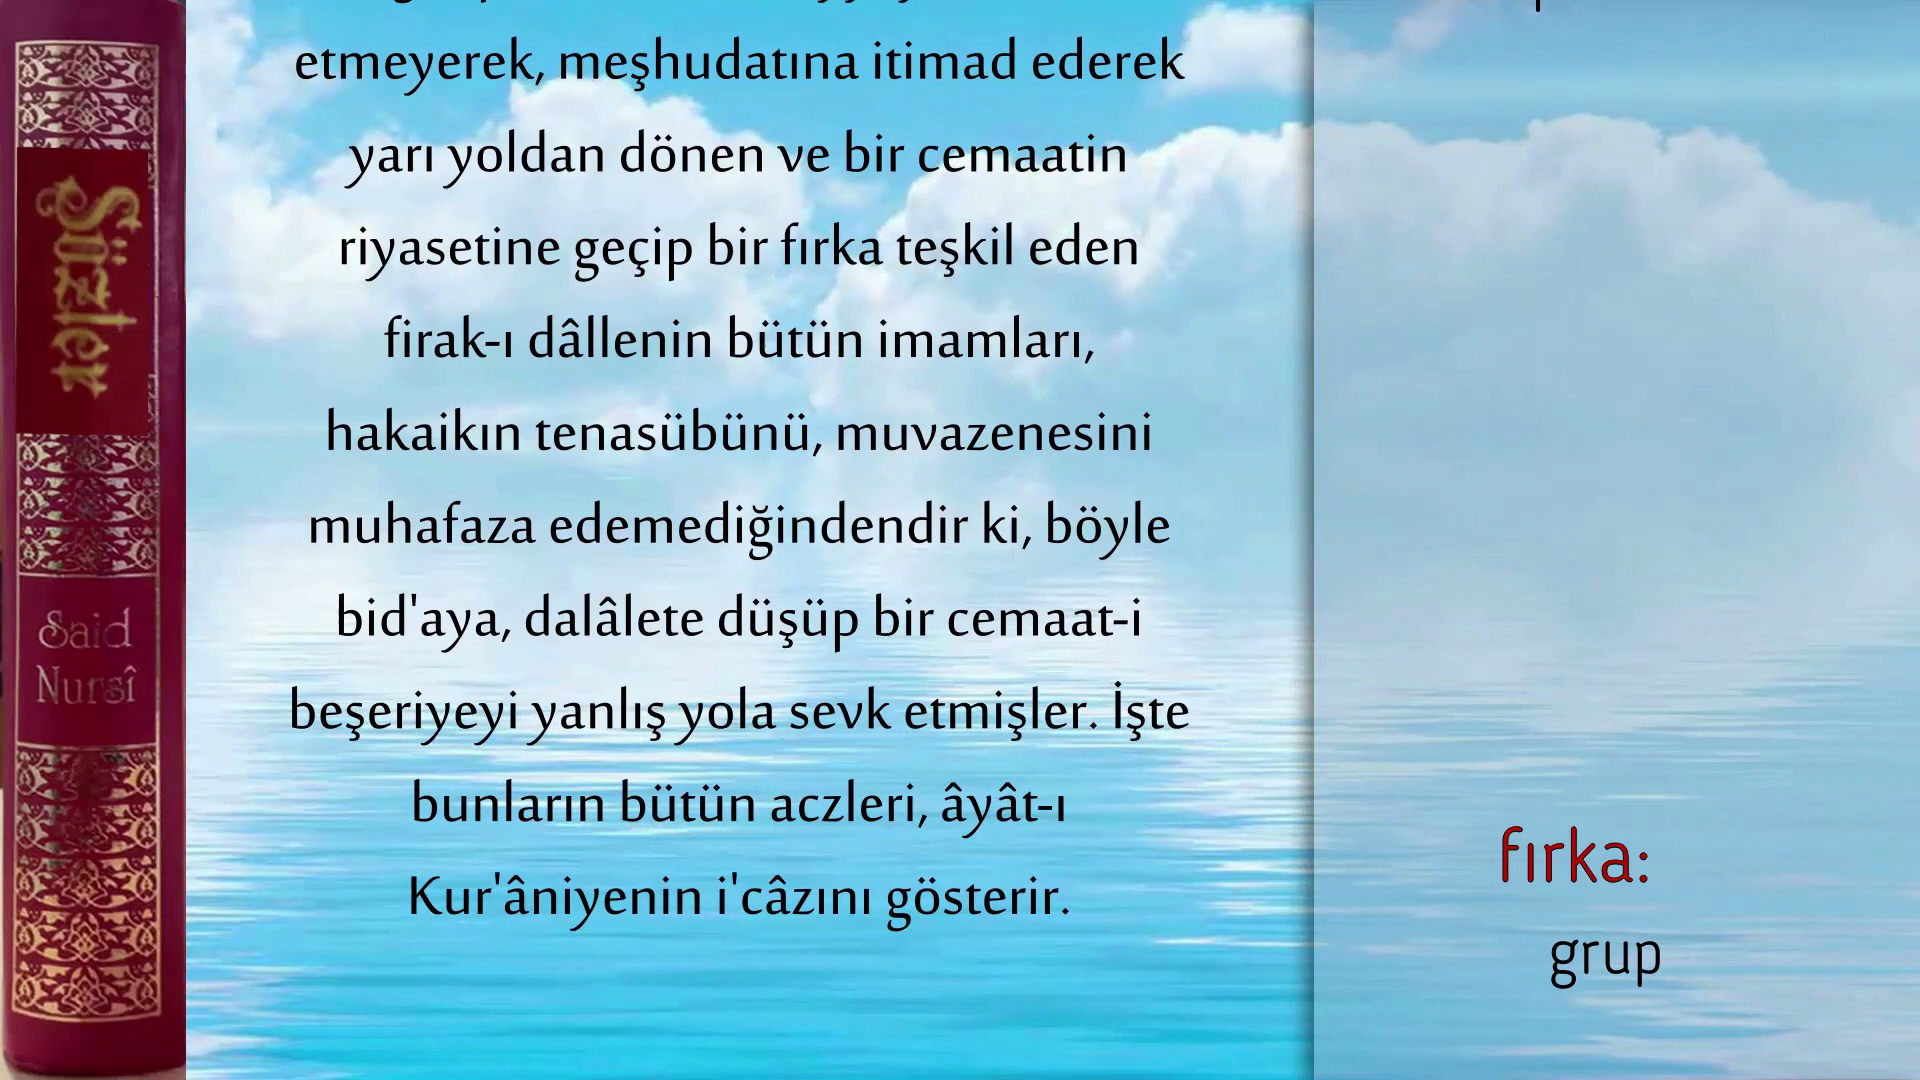 Sözler
Said
Nursî
etmeyerek, meşhudatına itimad ederek
yarı yoldan dönen ve bir cemaatin
riyasetine geçip bir fırka teşkil eden
firak-ı dâllenin bütün imamları,
hakaikın tenasübünü, muvazenesini
muhafaza edemediğindendir ki, böyle
bid'aya, dalâlete düşüp bir cemaat-i
beşeriyeyi yanlış yola sevk etmişler. İşte
bunların bütün aczleri, âyât-ı
Kur'âniyenin i'câzını gösterir.
fırka:
grup